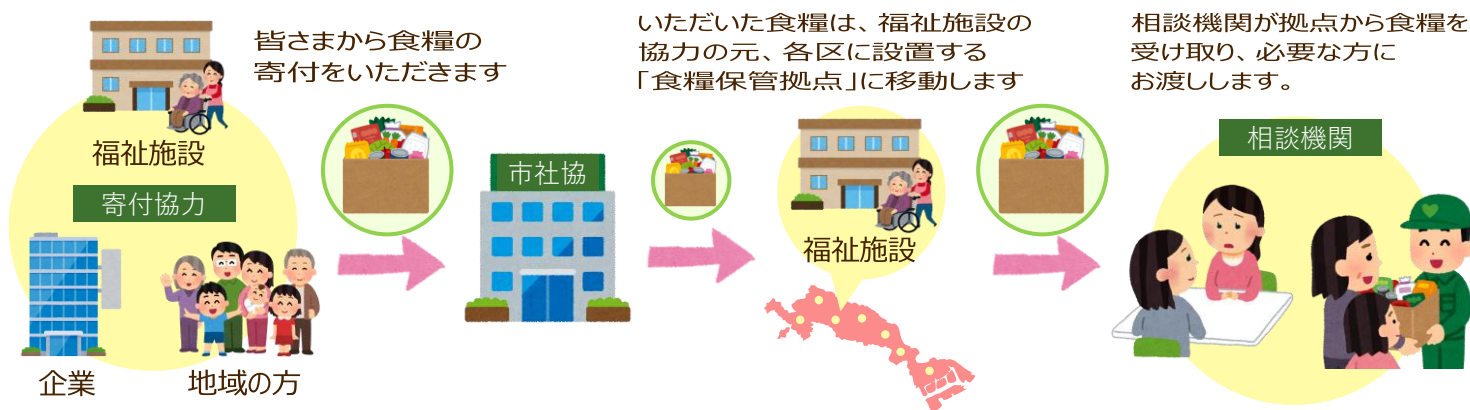 皆さまから食糧の
寄付をいただきます
福祉施設
寄付協力
企業
地域の方
市社協
いただいた食糧は、福祉施設の
協力の元、各区に設置する
「食糧保管拠点」に移動します
福祉施設
相談機関が拠点から食糧を
受け取り、必要な方に
お渡しします。
相談機関